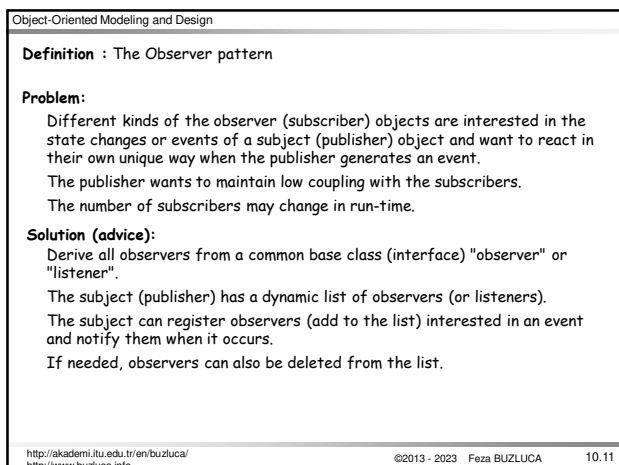 Object-Oriented Modeling and Design
Definition : The Observer pattern
Problem:
Different kinds of the observer (subscriber) objects are interested in the
state changes or events of a subject (publisher) object and want to react in
their own unique way when the publisher generates an event.
The publisher wants to maintain low coupling with the subscribers.
The number of subscribers may change in run-time.
Solution (advice):
Derive all observers from a common base class (interface) "observer" or
"listener".
The subject (publisher) has a dynamic list of observers (or listeners).
The subject can register observers (add to the list) interested in an event
and notify them when it occurs.
If needed, observers can also be deleted from the list.
http://akademi.itu.edu.tr/en/buzluca/
http://www.buzluca.info
©2013 - 2023 Feza BUZLUCA 10.11